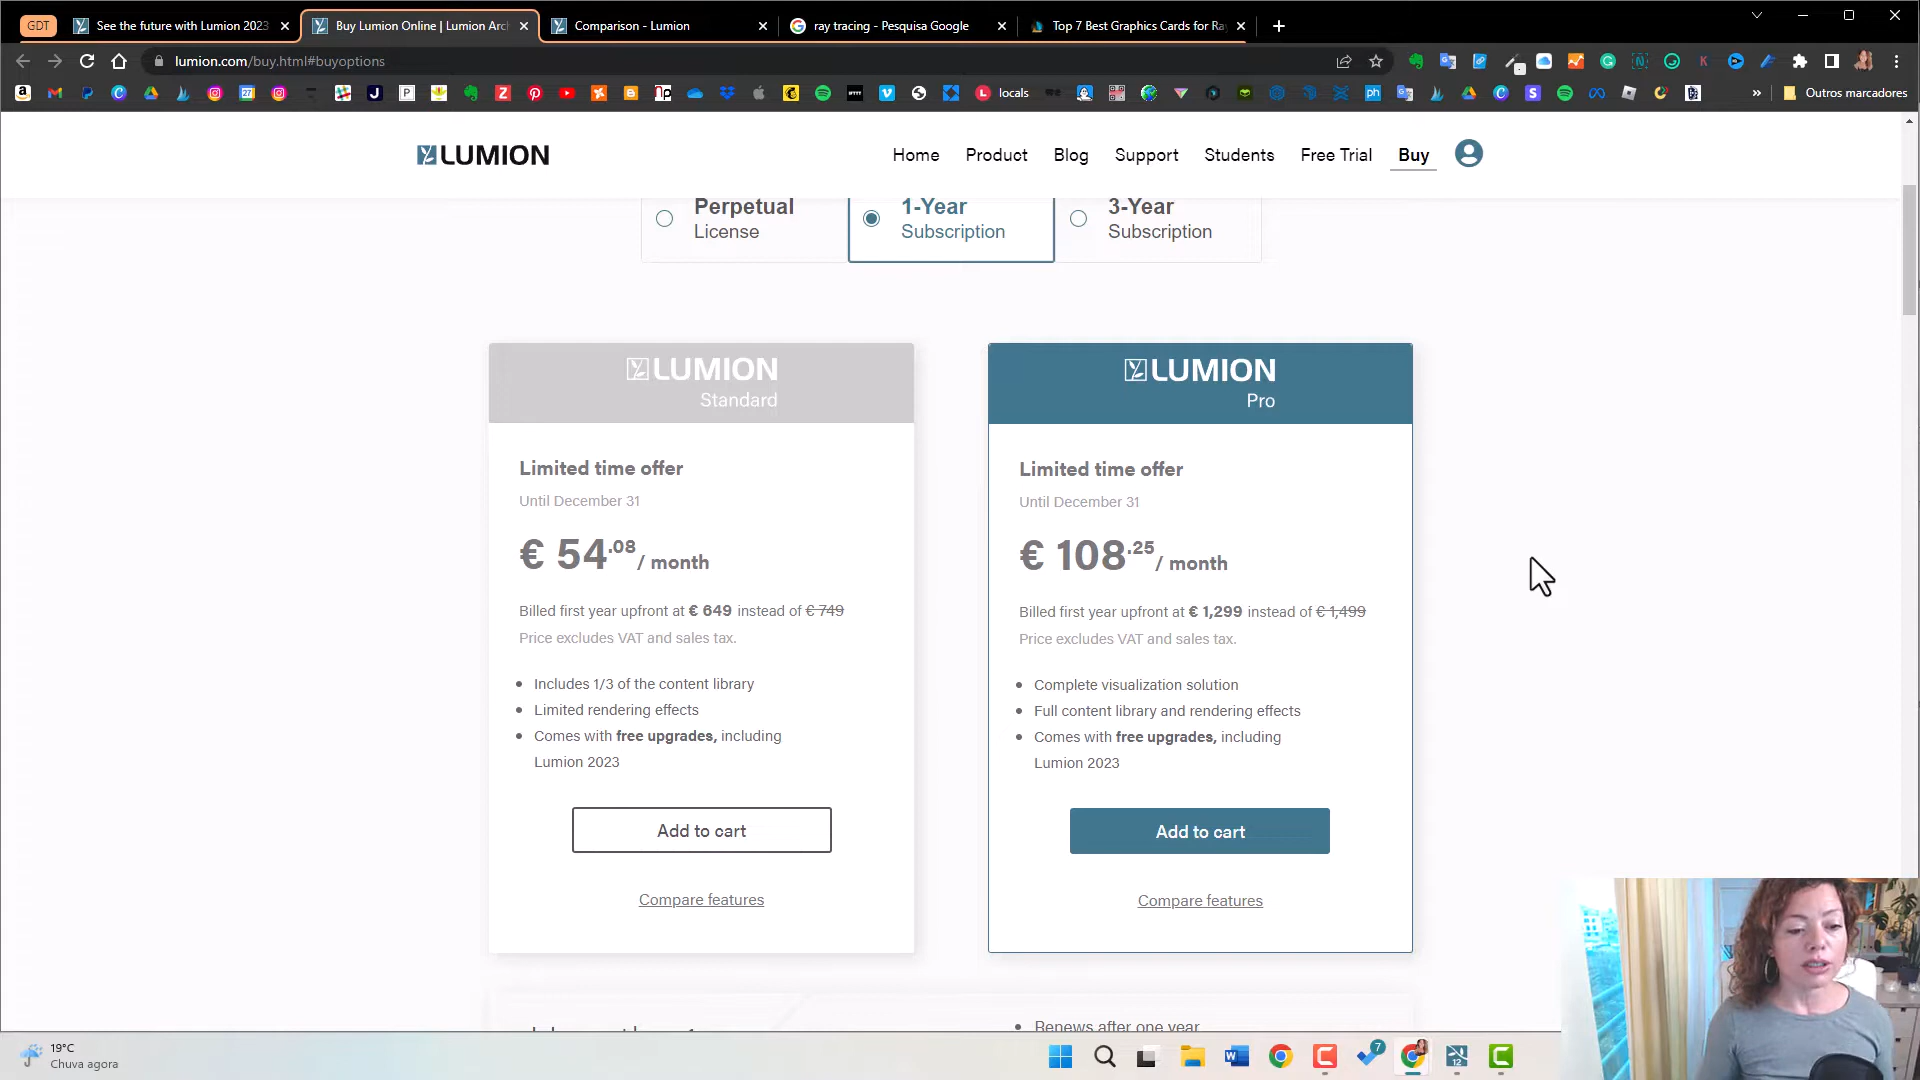 GDT
See the future with Lumion 2023
Buy Lumion Online | Lumion Arc
Comparison - Lumion
ray tracing - Pesquisa Google
Top 7 Best Graphics Cards for Ra
lumion.com/buy.html#buyoptions
locals
Outros marcadores
LUMION
Home
Product
Blog
Support
Students
Free Trial
Buy
Perpetual
License
1-Year
Subscription
3-Year
Subscription
LUMION
Standard
Limited time offer
Until December 31
€ 54.08 / month
Billed first year upfront at € 649 instead of € 749
Price excludes VAT and sales tax.
Includes 1/3 of the content library
Limited rendering effects
Comes with free upgrades, including
Lumion 2023
Add to cart
Compare features
LUMION
Pro
Limited time offer
Until December 31
€ 108.25 / month
Billed first year upfront at € 1,299 instead of € 1,499
Price excludes VAT and sales tax.
Complete visualization solution
Full content library and rendering effects
Comes with free upgrades, including
Lumion 2023
Add to cart
Compare features
Renews after one year
19°C
Chuva agora
7
12